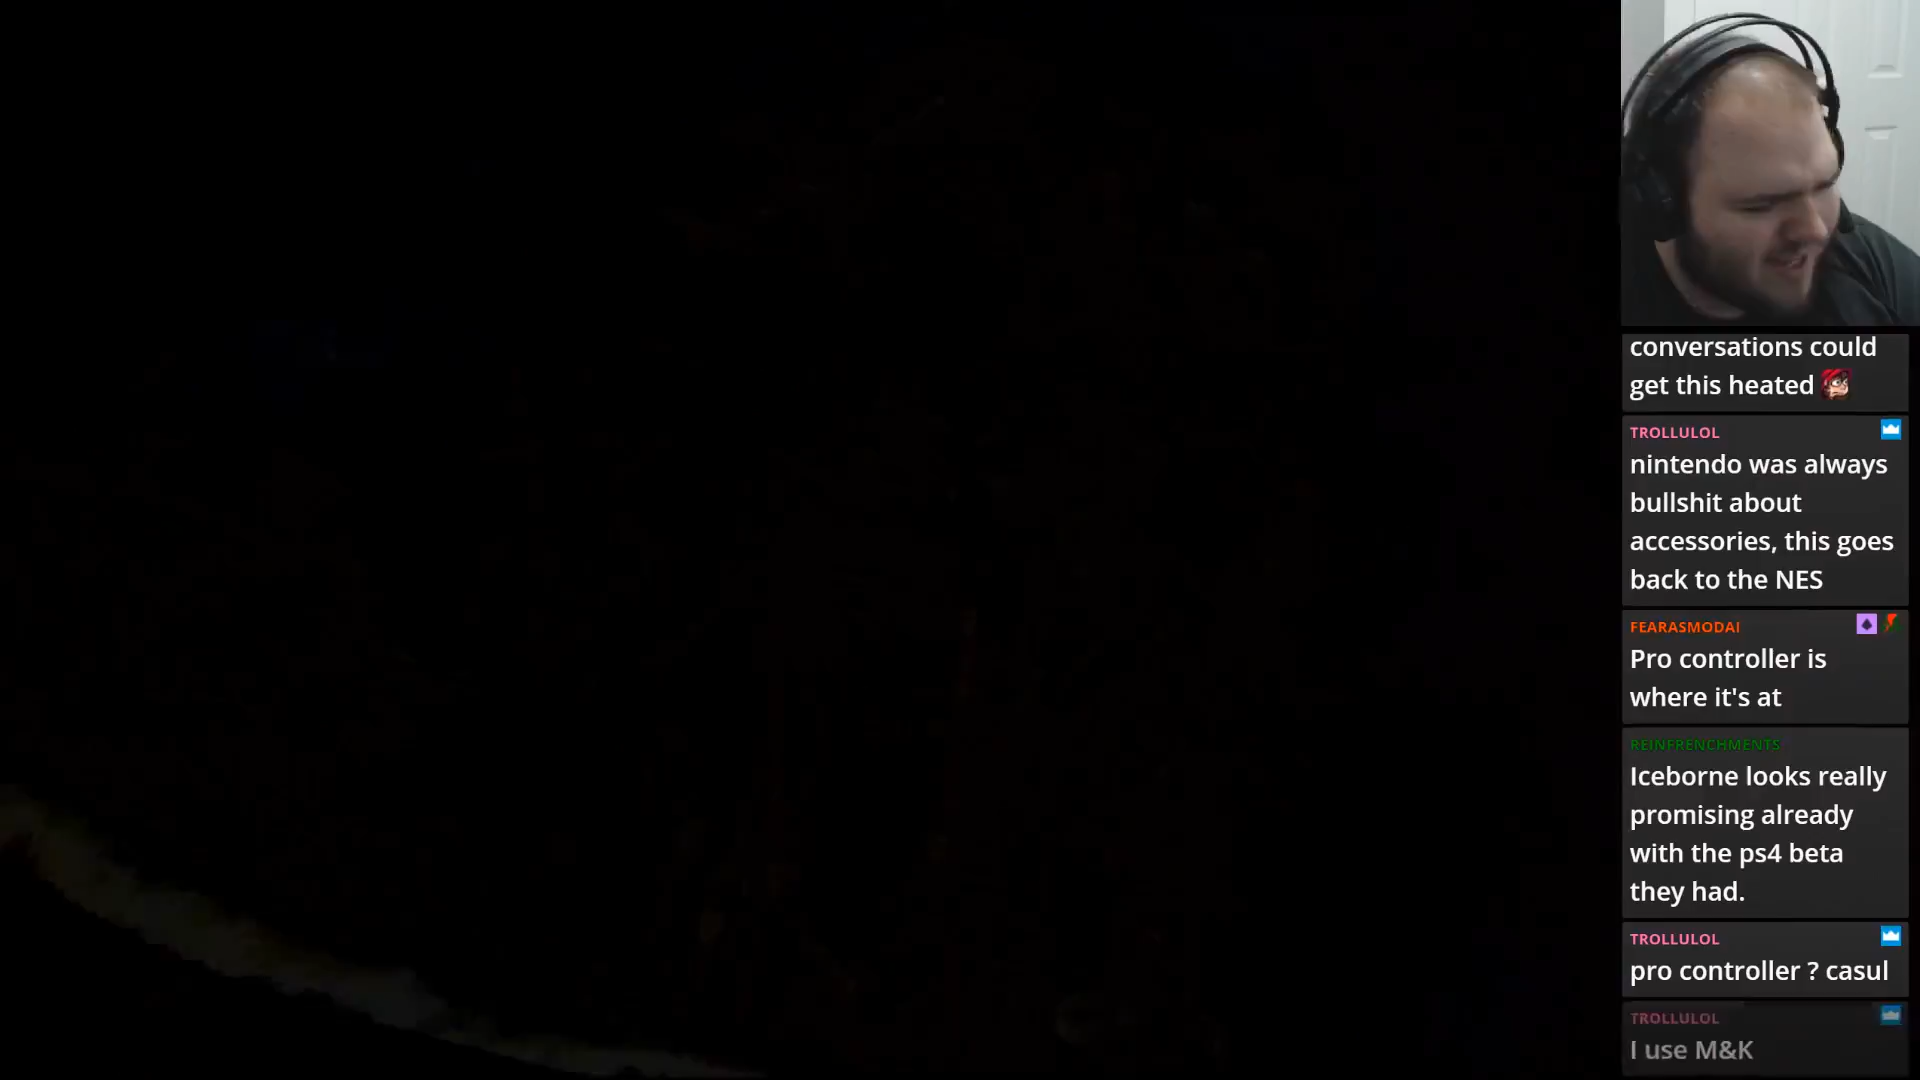 conversations could
get this heated
TROLLULOL
nintendo was always
bullshit about
accessories, this goes
back to the NES
FEARASMODAI
Pro controller is
where it's at
REINFRENCHMENTS
Iceborne looks really
promising already
with the ps4 beta
they had.
TROLLULOL
pro controller ? casul
TROLLULOL
I use M&K